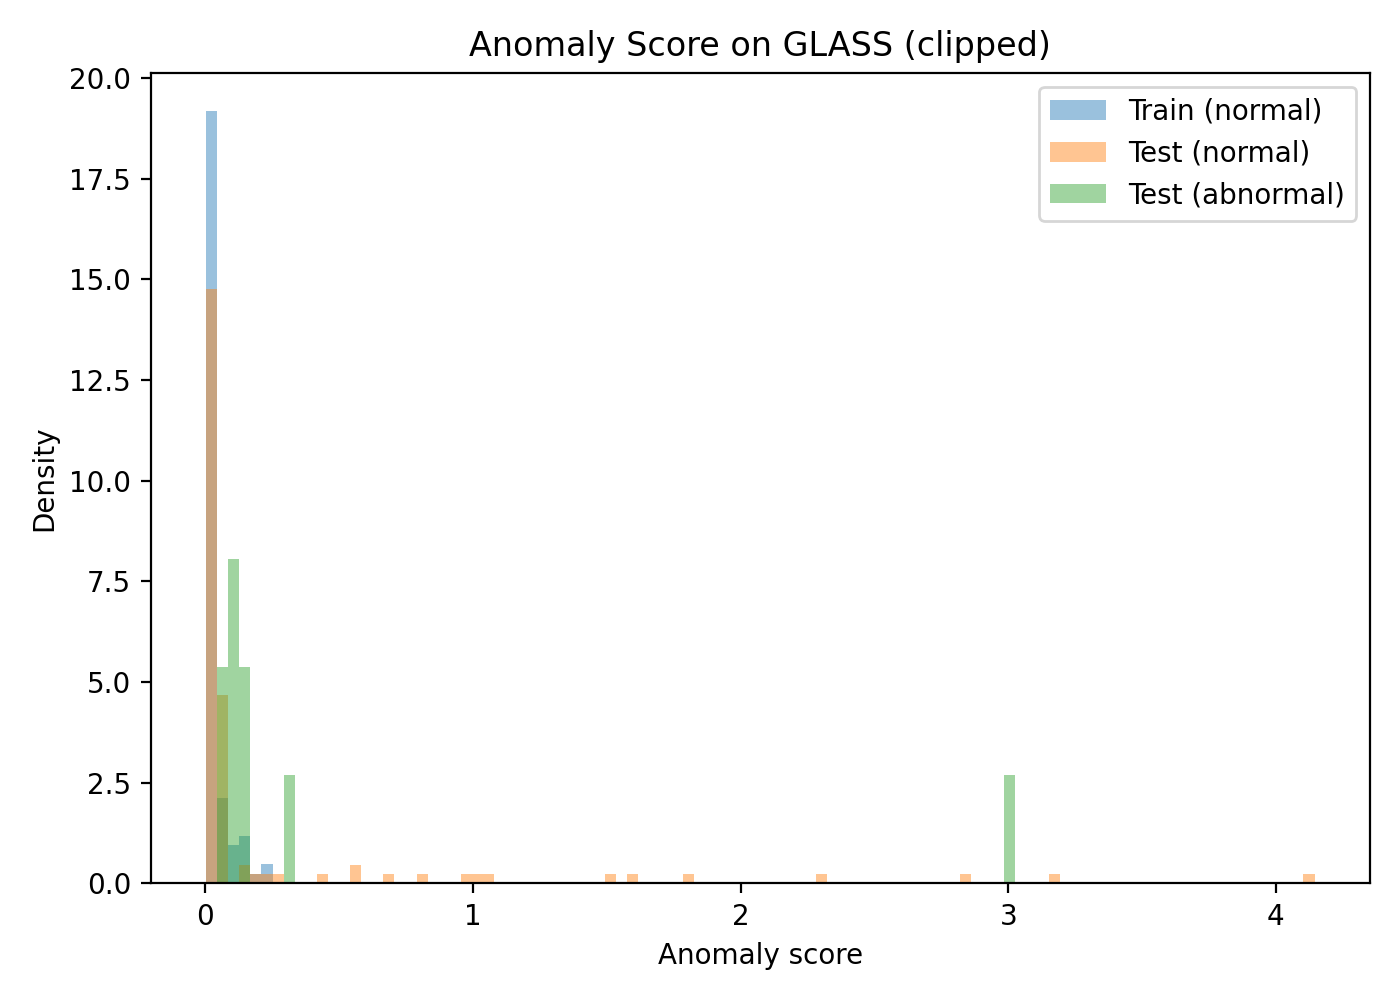 Anomaly Score on GLASS (clipped)
Train (normal)
Test (normal)
Test (abnormal)
20.0
17.5
15.0
12.5
10.0
7.5
5.0
2.5
0.0
Density
0 1 2 3 4
Anomaly score